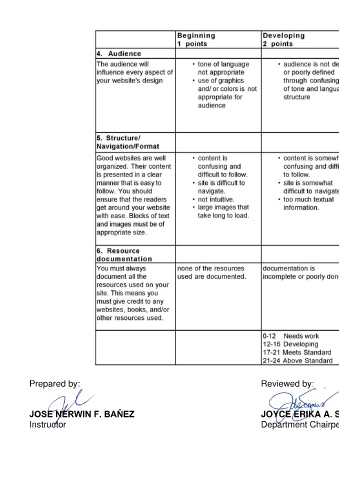 Beginning
1 points
Developing
2 points
4. Audience
The audience will
influence every aspect of
your website's design
• tone of language
not appropriate
• use of graphics
and/ or colors is not
appropriate for
audience
• audience is not de
or poorly defined
through confusing
of tone and langua
structure
5. Structure/
Navigation/Format
Good websites are well
organized. Their content
is presented in a clear
manner that is easy to
follow. You should
ensure that the readers
get around your website
with ease. Blocks of text
and images must be of
appropriate size.
• content is
confusing and
difficult to follow.
• site is difficult to
navigate.
• not intuitive.
• large images that
take long to load.
• content is somewh
confusing and diffi
to follow.
• site is somewhat
difficult to navigate
• too much textual
information.
6. Resource
documentation
You must always
document all the
resources used on your
site. This means you
must give credit to any
websites, books, and/or
other resources used.
none of the resources
used are documented.
documentation is
incomplete or poorly don
0-12 Needs work
12-16 Developing
17-21 Meets Standard
21-24 Above Standard
Prepared by:
Reviewed by:
JOSE NERWIN F. BAÑEZ
JOYCE ERIKA A. S
Instructor
Department Chairpe